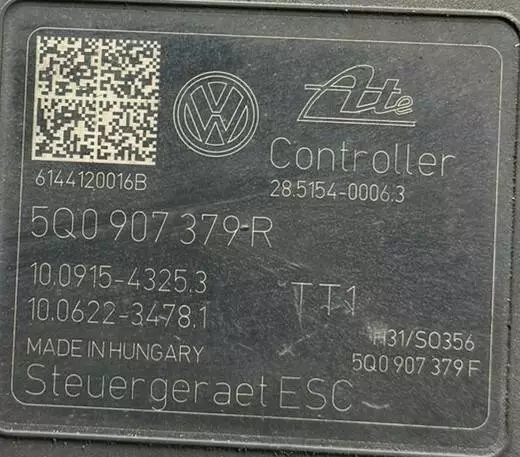 Ate
6144120016B
Controller
28.5154-0006.3
5Q0 907 379 R
10.0915-4325.3
10.0622-3478.1
TT1
H31/S0356
MADE IN HUNGARY
5Q0 907 379 F
Steuergeraet ESC